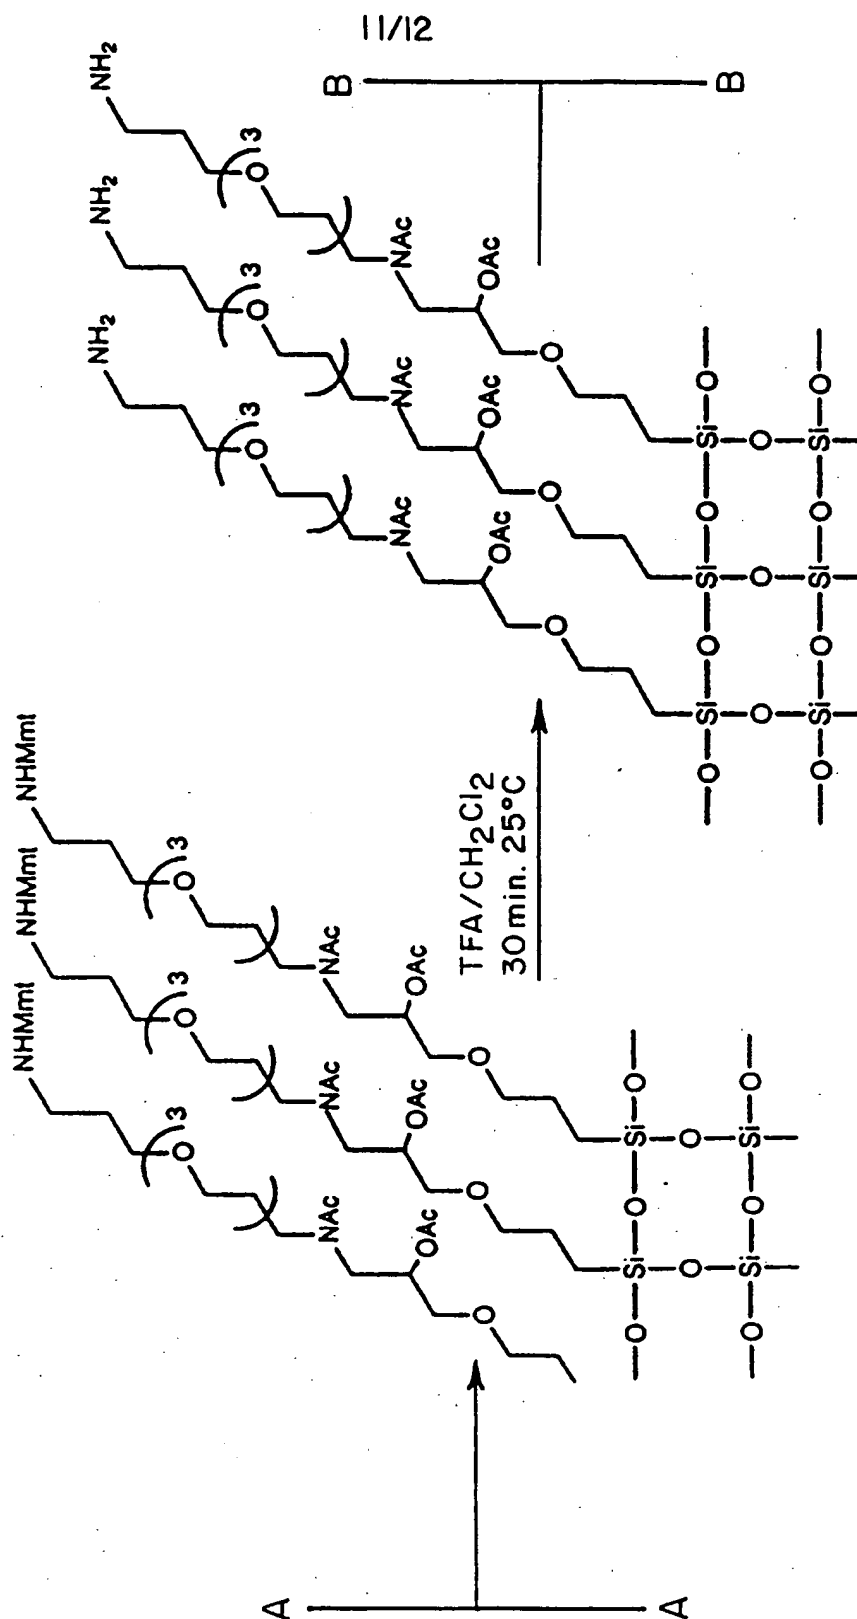 11/12
A
A
NHMmt NHMmt NHMmt
3 3 3
O O O
NAc NAc NAc
OAc OAc OAc
O O O
—O—Si—O—Si—O—
O O
—O—Si—O—Si—O—
TFA/CH2Cl2
30 min. 25°C
NH2 NH2 NH2
3 3 3
O O O
NAc NAc NAc
OAc OAc OAc
O O O
—O—Si—O—Si—O—Si—O—
O O O
—O—Si—O—Si—O—Si—O—
B
B